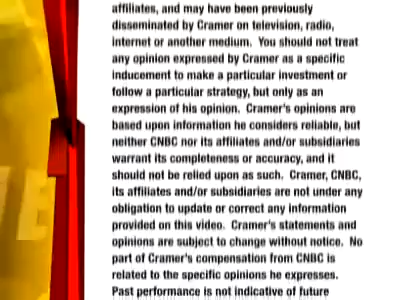 affiliates, and may have been previously
disseminated by Cramer on television, radio,
internet or another medium.  You should not treat
any opinion expressed by Cramer as a specific
inducement to make a particular investment or
follow a particular strategy, but only as an
expression of his opinion.  Cramer's opinions are
based upon information he considers reliable, but
neither CNBC nor its affiliates and/or subsidiaries
warrant its completeness or accuracy, and it
should not be relied upon as such.  Cramer, CNBC,
its affiliates and/or subsidiaries are not under any
obligation to update or correct any information
provided on this video.  Cramer's statements and
opinions are subject to change without notice.  No
part of Cramer's compensation from CNBC is
related to the specific opinions he expresses.
Past performance is not indicative of future